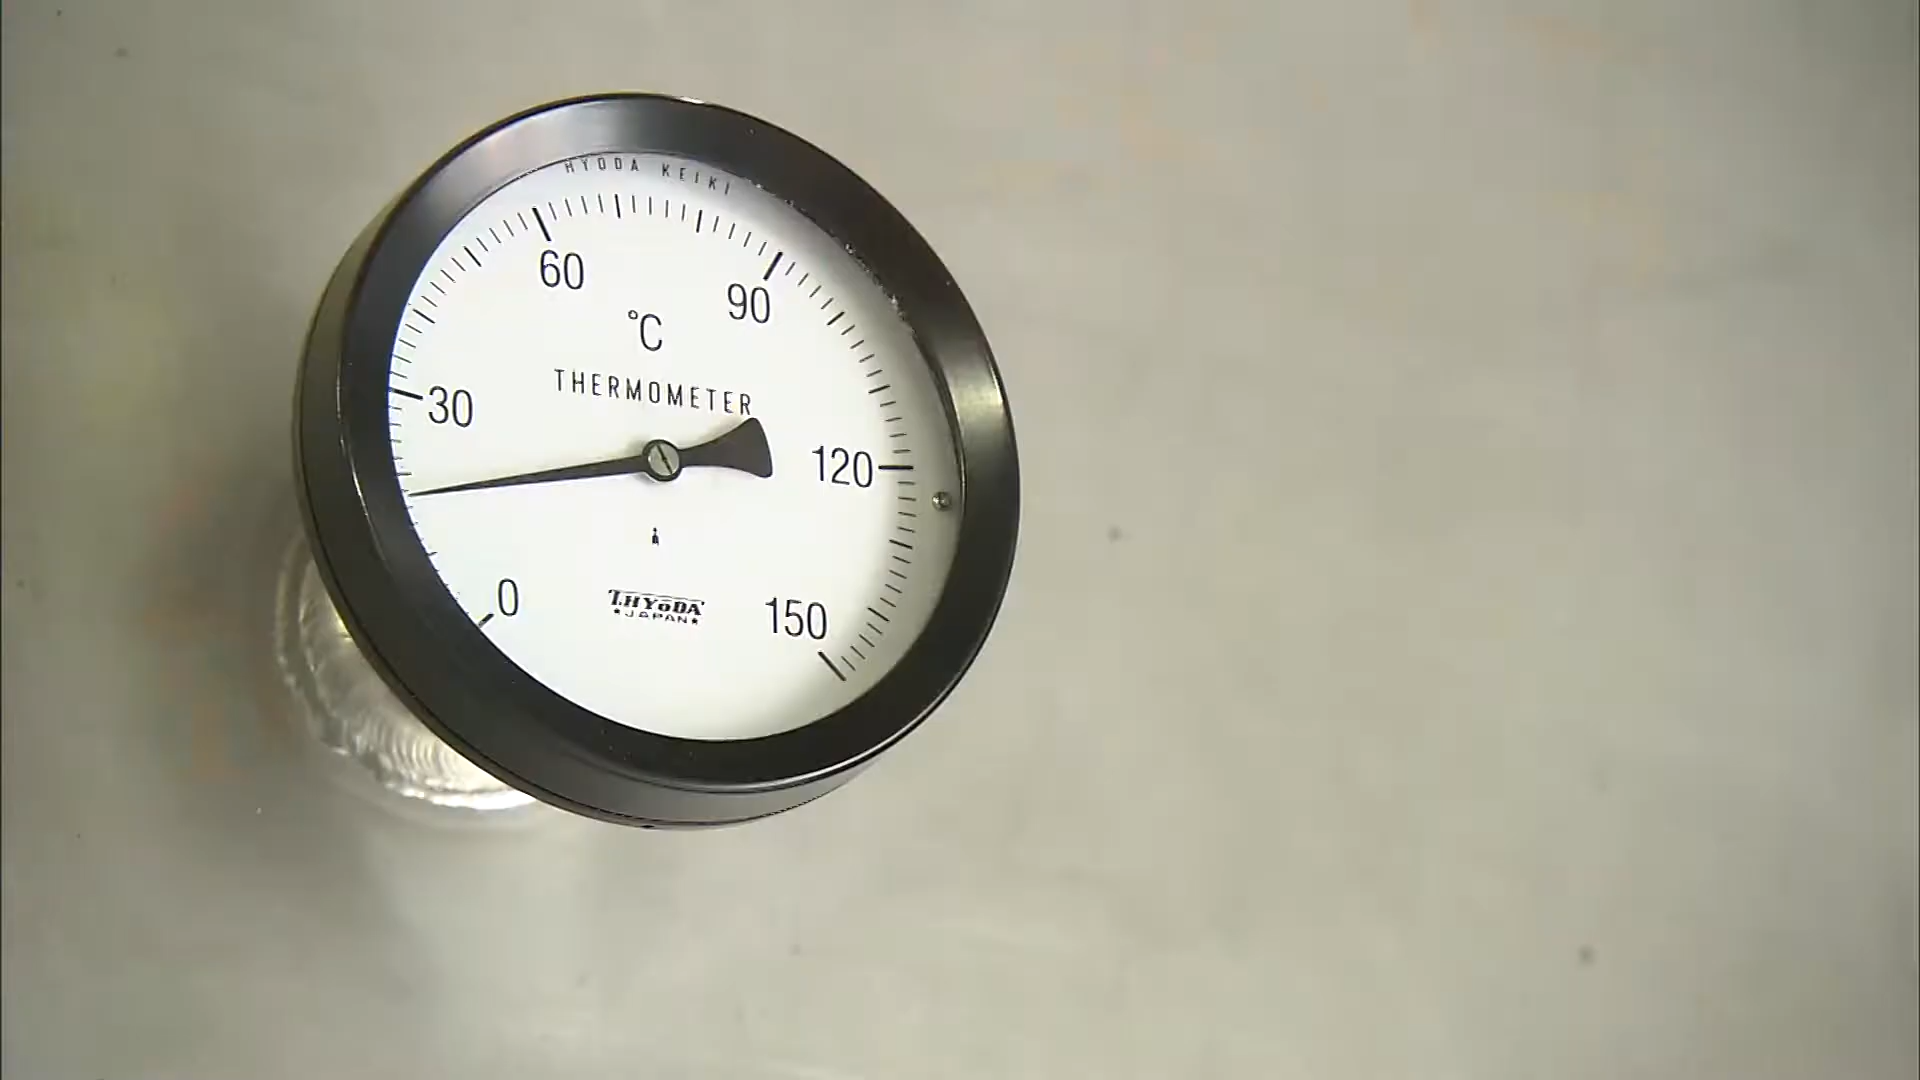 HYODA KEIKI
60
90
°C
THERMOMETER
30
120
0
150
T.HYODA
★JAPAN★